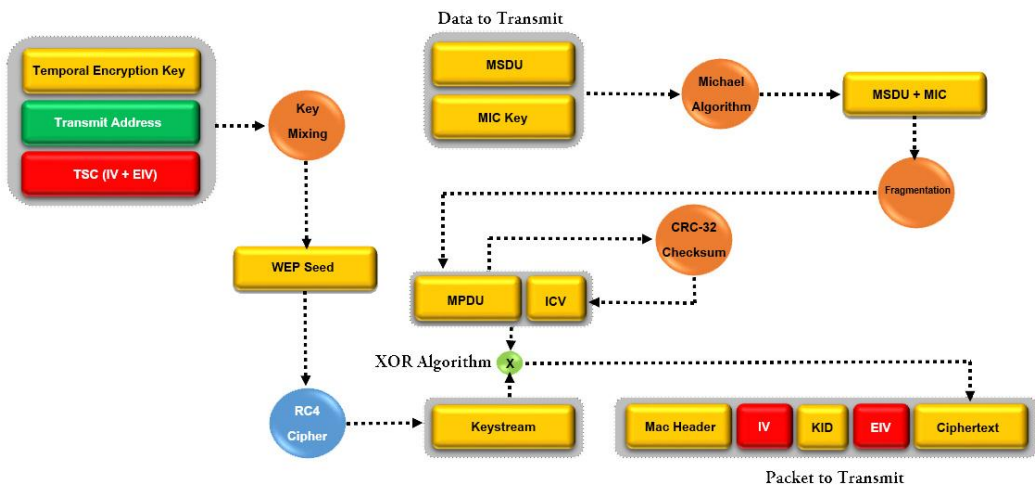 Data to Transmit
Temporal Encryption Key
Transmit Address
TSC (IV + EIV)
Key
Mixing
MSDU
MIC Key
Michael
Algorithm
MSDU + MIC
Fragmentation
CRC-32
Checksum
WEP Seed
MPDU
ICV
XOR Algorithm
X
RC4
Cipher
Keystream
Mac Header
IV
KID
EIV
Ciphertext
Packet to Transmit